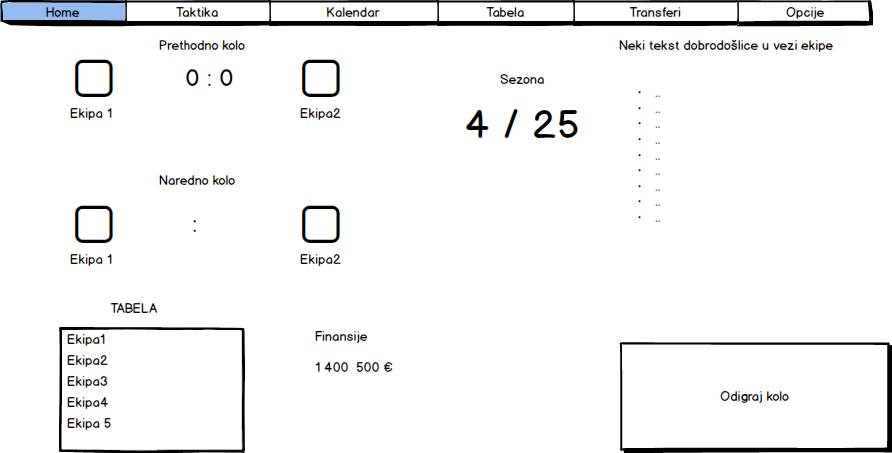 Home Taktika Kalendar Tabela Transferi Opcije
Prethodno kolo
0 : 0
Ekipa 1 Ekipa2
Naredno kolo
:
Ekipa 1 Ekipa2
Sezona
4 / 25
Neki tekst dobrodošlice u vezi ekipe
· ..
· ..
· ..
· ..
· ..
· ..
· ..
· ..
· ..
TABELA
Ekipa1
Ekipa2
Ekipa3
Ekipa4
Ekipa 5
Finansije
1 400 500 €
Odigraj kolo